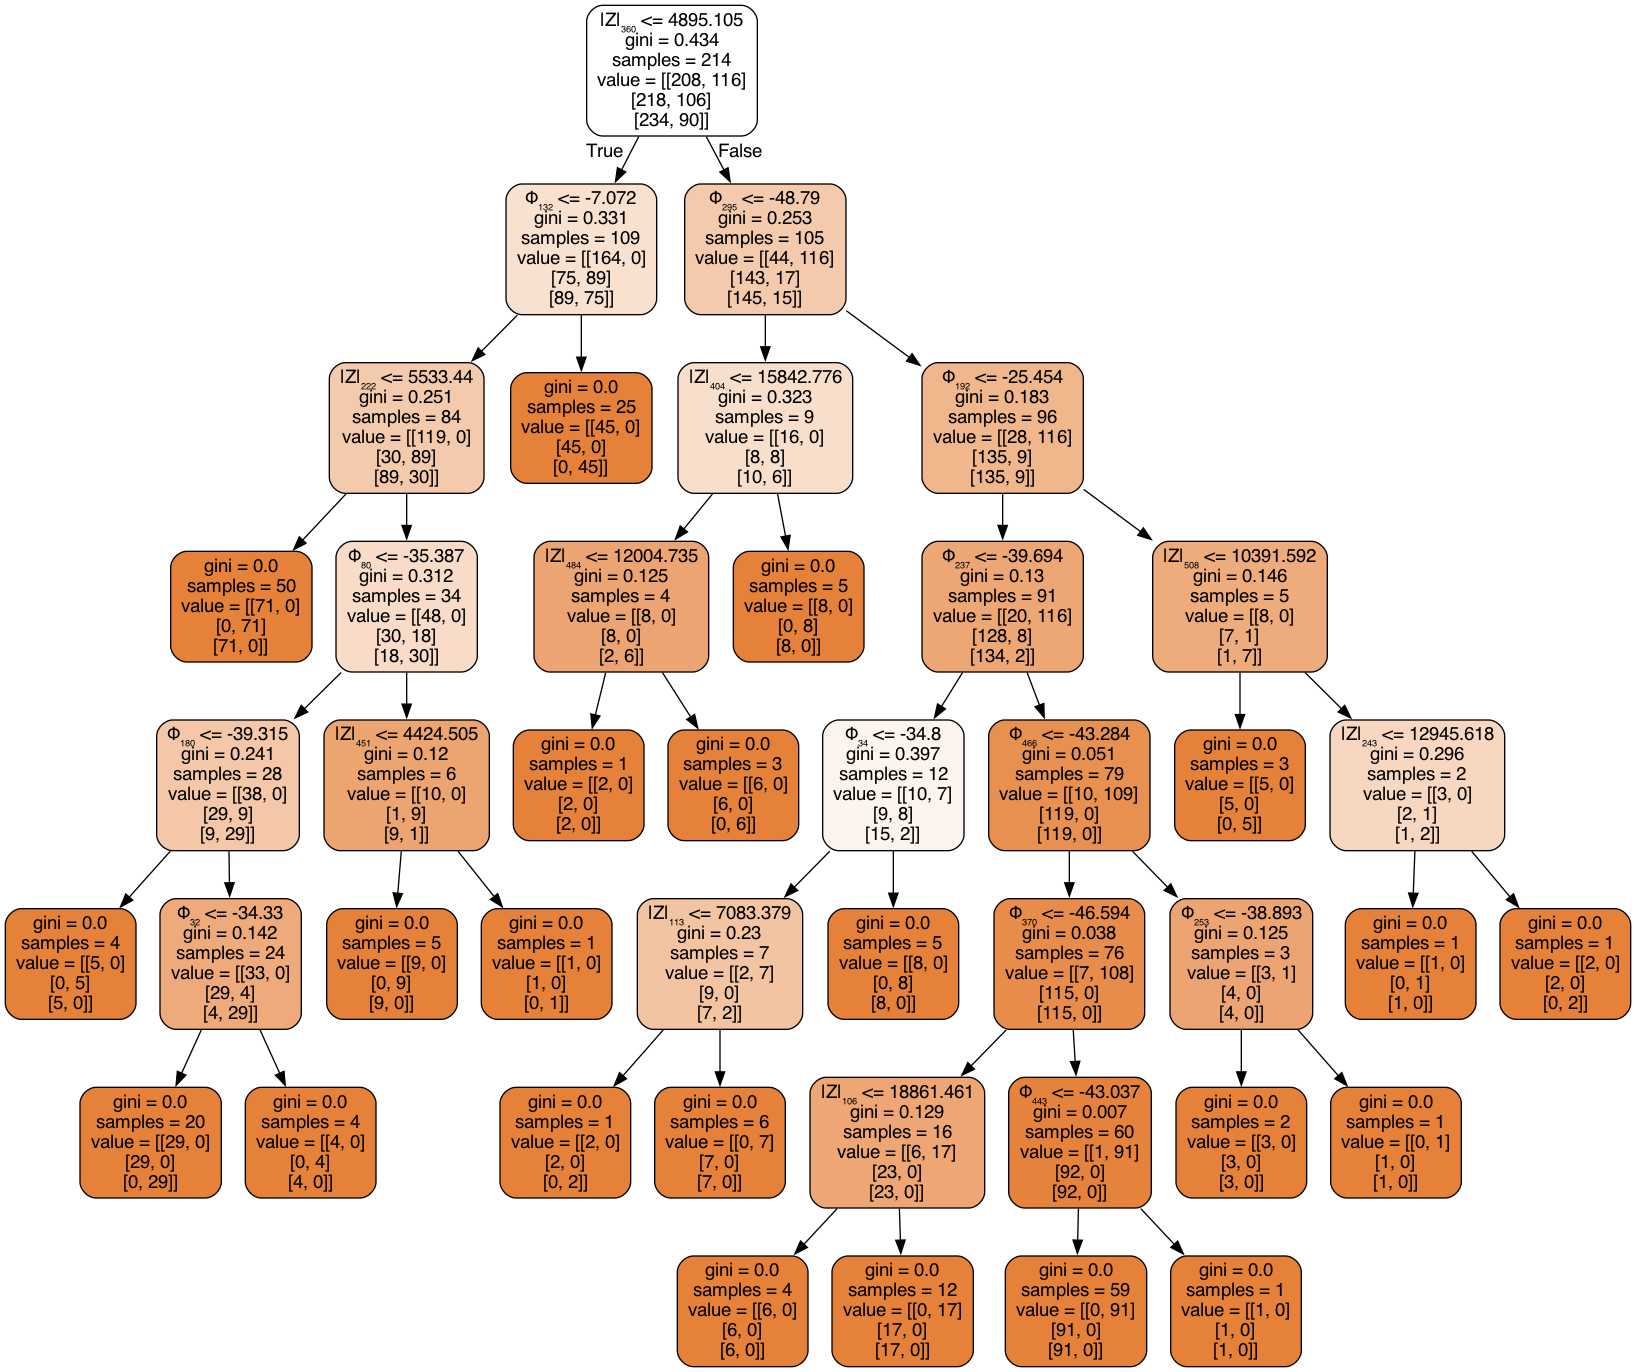 |Z|₃₆₀ <= 4895.105
gini = 0.434
samples = 214
value = [[208, 116]
[218, 106]
[234, 90]]
True
False
Φ₁₃₂ <= -7.072
gini = 0.331
samples = 109
value = [[164, 0]
[75, 89]
[89, 75]]
Φ₂₉₅ <= -48.79
gini = 0.253
samples = 105
value = [[44, 116]
[143, 17]
[145, 15]]
|Z|₂₂₂ <= 5533.44
gini = 0.251
samples = 84
value = [[119, 0]
[30, 89]
[89, 30]]
gini = 0.0
samples = 25
value = [[45, 0]
[45, 0]
[0, 45]]
|Z|₄₀₄ <= 15842.776
gini = 0.323
samples = 9
value = [[16, 0]
[8, 8]
[10, 6]]
Φ₁₉₂ <= -25.454
gini = 0.183
samples = 96
value = [[28, 116]
[135, 9]
[135, 9]]
gini = 0.0
samples = 50
value = [[71, 0]
[0, 71]
[71, 0]]
Φ₈₀ <= -35.387
gini = 0.312
samples = 34
value = [[48, 0]
[30, 18]
[18, 30]]
|Z|₄₈₄ <= 12004.735
gini = 0.125
samples = 4
value = [[8, 0]
[8, 0]
[2, 6]]
gini = 0.0
samples = 5
value = [[8, 0]
[0, 8]
[8, 0]]
Φ₂₃₇ <= -39.694
gini = 0.13
samples = 91
value = [[20, 116]
[128, 8]
[134, 2]]
|Z|₅₀₈ <= 10391.592
gini = 0.146
samples = 5
value = [[8, 0]
[7, 1]
[1, 7]]
Φ₁₈₀ <= -39.315
gini = 0.241
samples = 28
value = [[38, 0]
[29, 9]
[9, 29]]
|Z|₄₅₁ <= 4424.505
gini = 0.12
samples = 6
value = [[10, 0]
[1, 9]
[9, 1]]
gini = 0.0
samples = 1
value = [[2, 0]
[2, 0]
[2, 0]]
gini = 0.0
samples = 3
value = [[6, 0]
[6, 0]
[0, 6]]
Φ₃₄ <= -34.8
gini = 0.397
samples = 12
value = [[10, 7]
[9, 8]
[15, 2]]
Φ₄₆₆ <= -43.284
gini = 0.051
samples = 79
value = [[10, 109]
[119, 0]
[119, 0]]
gini = 0.0
samples = 3
value = [[5, 0]
[5, 0]
[0, 5]]
|Z|₂₄₃ <= 12945.618
gini = 0.296
samples = 2
value = [[3, 0]
[2, 1]
[1, 2]]
gini = 0.0
samples = 4
value = [[5, 0]
[0, 5]
[5, 0]]
Φ₃₂ <= -34.33
gini = 0.142
samples = 24
value = [[33, 0]
[29, 4]
[4, 29]]
gini = 0.0
samples = 5
value = [[9, 0]
[0, 9]
[9, 0]]
gini = 0.0
samples = 1
value = [[1, 0]
[1, 0]
[0, 1]]
|Z|₁₁₃ <= 7083.379
gini = 0.23
samples = 7
value = [[2, 7]
[9, 0]
[7, 2]]
gini = 0.0
samples = 5
value = [[8, 0]
[0, 8]
[8, 0]]
Φ₃₇₀ <= -46.594
gini = 0.038
samples = 76
value = [[7, 108]
[115, 0]
[115, 0]]
Φ₂₅₃ <= -38.893
gini = 0.125
samples = 3
value = [[3, 1]
[4, 0]
[4, 0]]
gini = 0.0
samples = 1
value = [[1, 0]
[0, 1]
[1, 0]]
gini = 0.0
samples = 1
value = [[2, 0]
[2, 0]
[0, 2]]
gini = 0.0
samples = 20
value = [[29, 0]
[29, 0]
[0, 29]]
gini = 0.0
samples = 4
value = [[4, 0]
[0, 4]
[4, 0]]
gini = 0.0
samples = 1
value = [[2, 0]
[2, 0]
[0, 2]]
gini = 0.0
samples = 6
value = [[0, 7]
[7, 0]
[7, 0]]
|Z|₁₀₆ <= 18861.461
gini = 0.129
samples = 16
value = [[6, 17]
[23, 0]
[23, 0]]
Φ₄₄₃ <= -43.037
gini = 0.007
samples = 60
value = [[1, 91]
[92, 0]
[92, 0]]
gini = 0.0
samples = 2
value = [[3, 0]
[3, 0]
[3, 0]]
gini = 0.0
samples = 1
value = [[0, 1]
[1, 0]
[1, 0]]
gini = 0.0
samples = 4
value = [[6, 0]
[6, 0]
[6, 0]]
gini = 0.0
samples = 12
value = [[0, 17]
[17, 0]
[17, 0]]
gini = 0.0
samples = 59
value = [[0, 91]
[91, 0]
[91, 0]]
gini = 0.0
samples = 1
value = [[1, 0]
[1, 0]
[1, 0]]